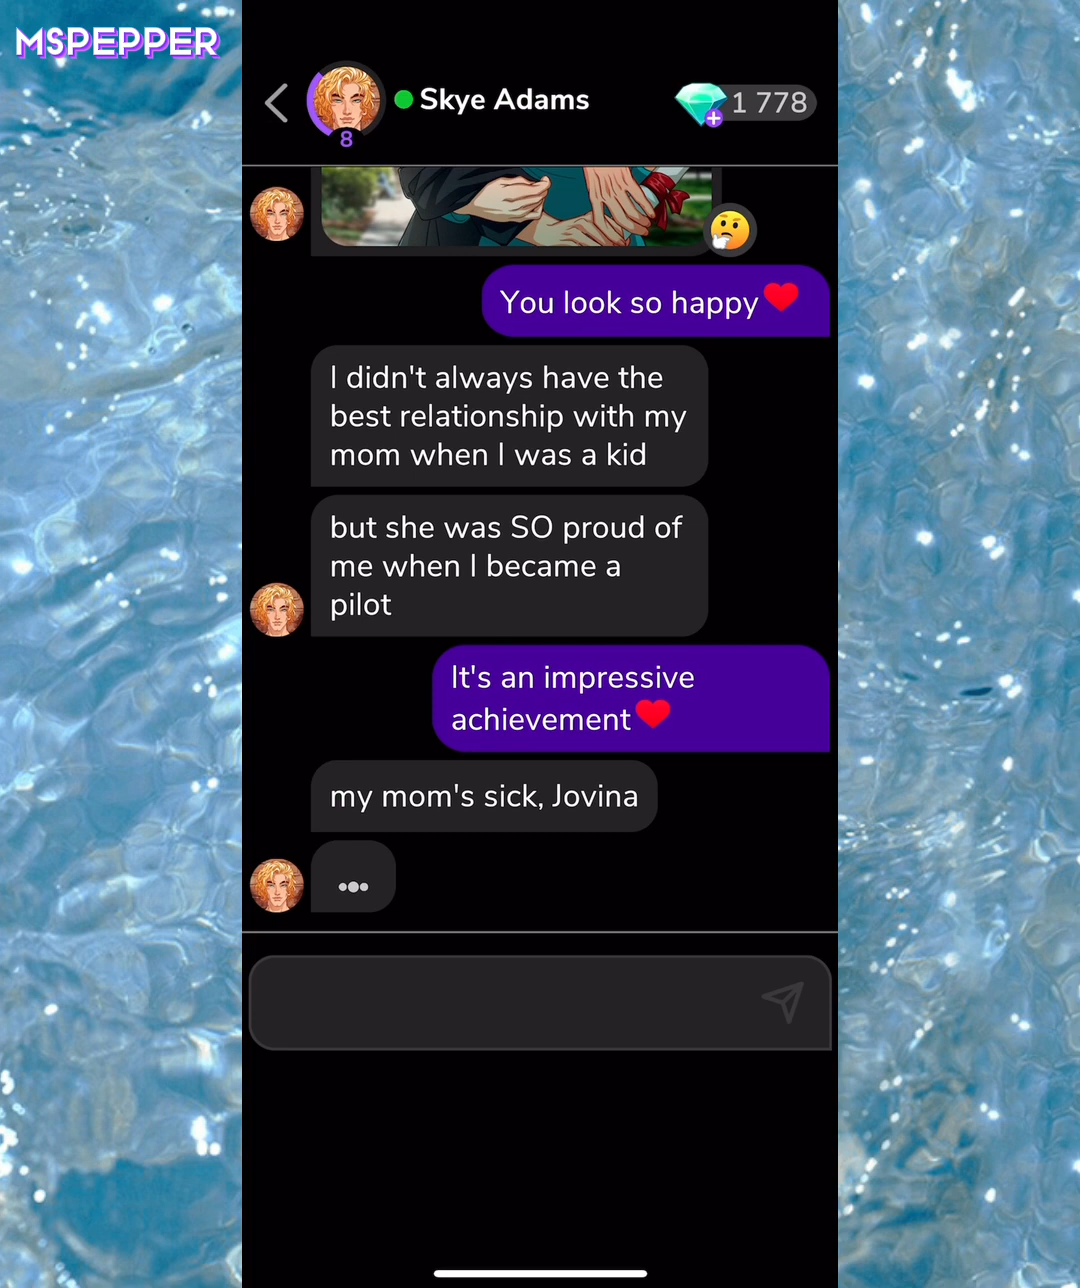 MSPEPPER
Skye Adams
1 778
8
You look so happy❤️
I didn't always have the
best relationship with my
mom when I was a kid
but she was SO proud of
me when I became a
pilot
It's an impressive
achievement❤️
my mom's sick, Jovina